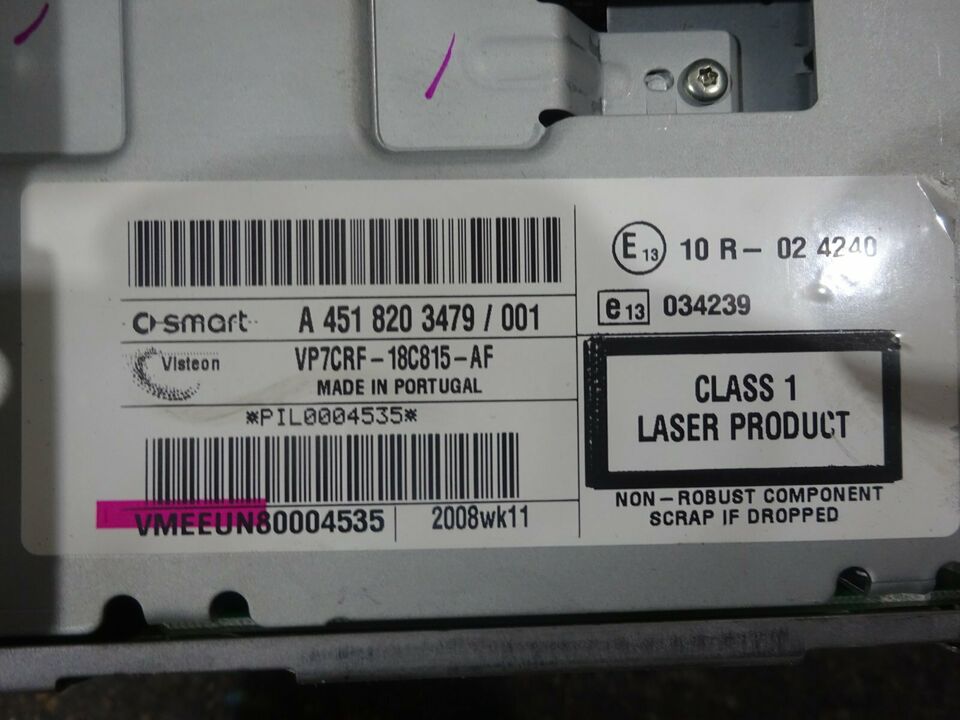 smart A 451 820 3479 / 001
Visteon VP7CRF-18C815-AF
MADE IN PORTUGAL
*PIL0004535*
VMEEUN80004535 2008wk11
E13 10 R- 02 4240
e13 034239
CLASS 1
LASER PRODUCT
NON-ROBUST COMPONENT
SCRAP IF DROPPED